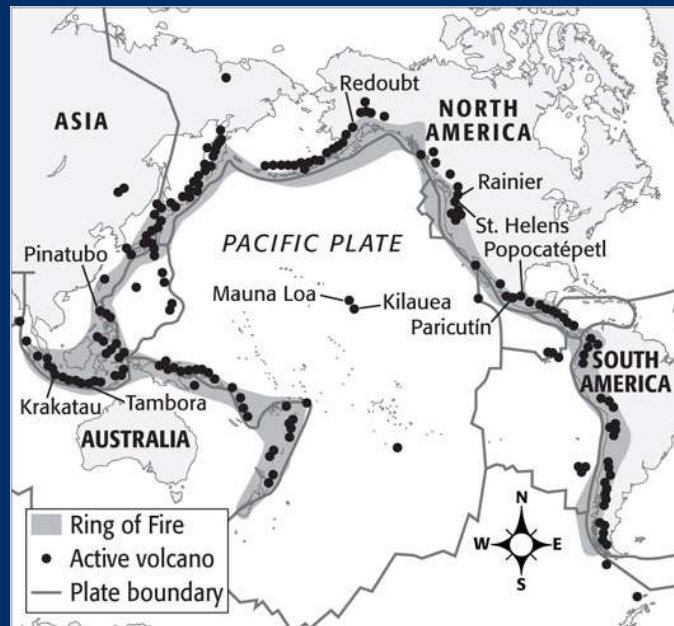 Redoubt
ASIA
NORTH
AMERICA
Rainier
St. Helens
Popocatépetl
PACIFIC PLATE
Pinatubo
Mauna Loa
Kilauea
Paricutín
SOUTH
AMERICA
Krakatau
Tambora
AUSTRALIA
Ring of Fire
Active volcano
Plate boundary
N
W
E
S